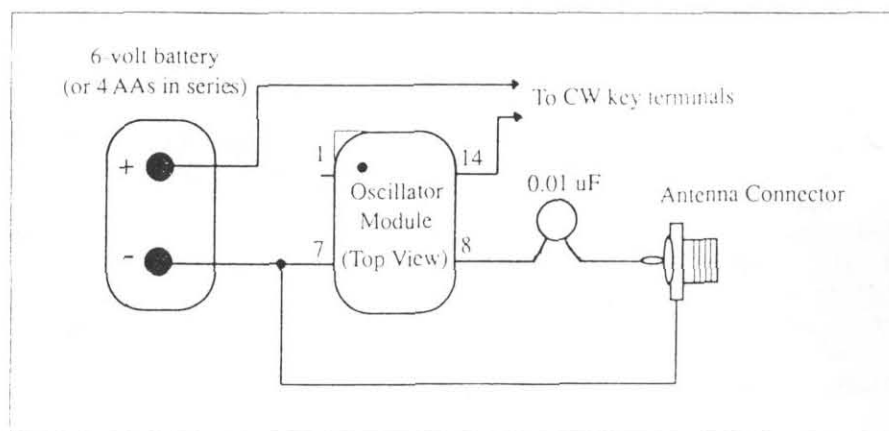 6-volt battery
(or 4 AAs in series)
To CW key terminals
+
-
1
14
7
8
Oscillator
Module
(Top View)
0.01 uF
Antenna Connector